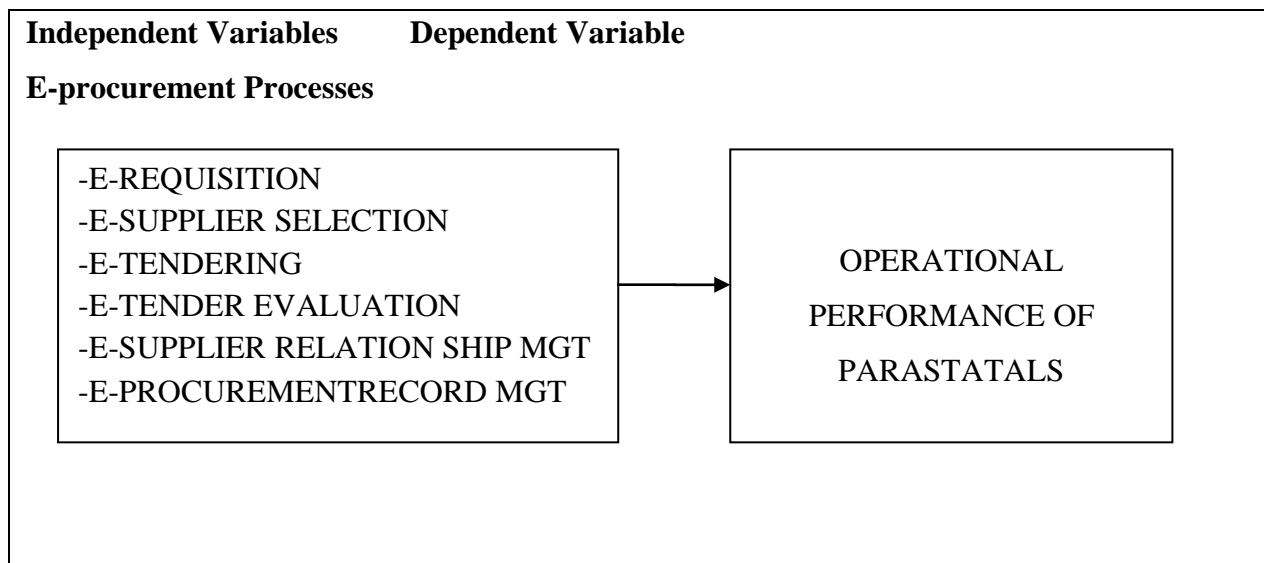 Independent Variables Dependent Variable
E-procurement Processes
-E-REQUISITION
-E-SUPPLIER SELECTION
-E-TENDERING
-E-TENDER EVALUATION
-E-SUPPLIER RELATION SHIP MGT
-E-PROCUREMENTRECORD MGT
OPERATIONAL
PERFORMANCE OF
PARASTATALS